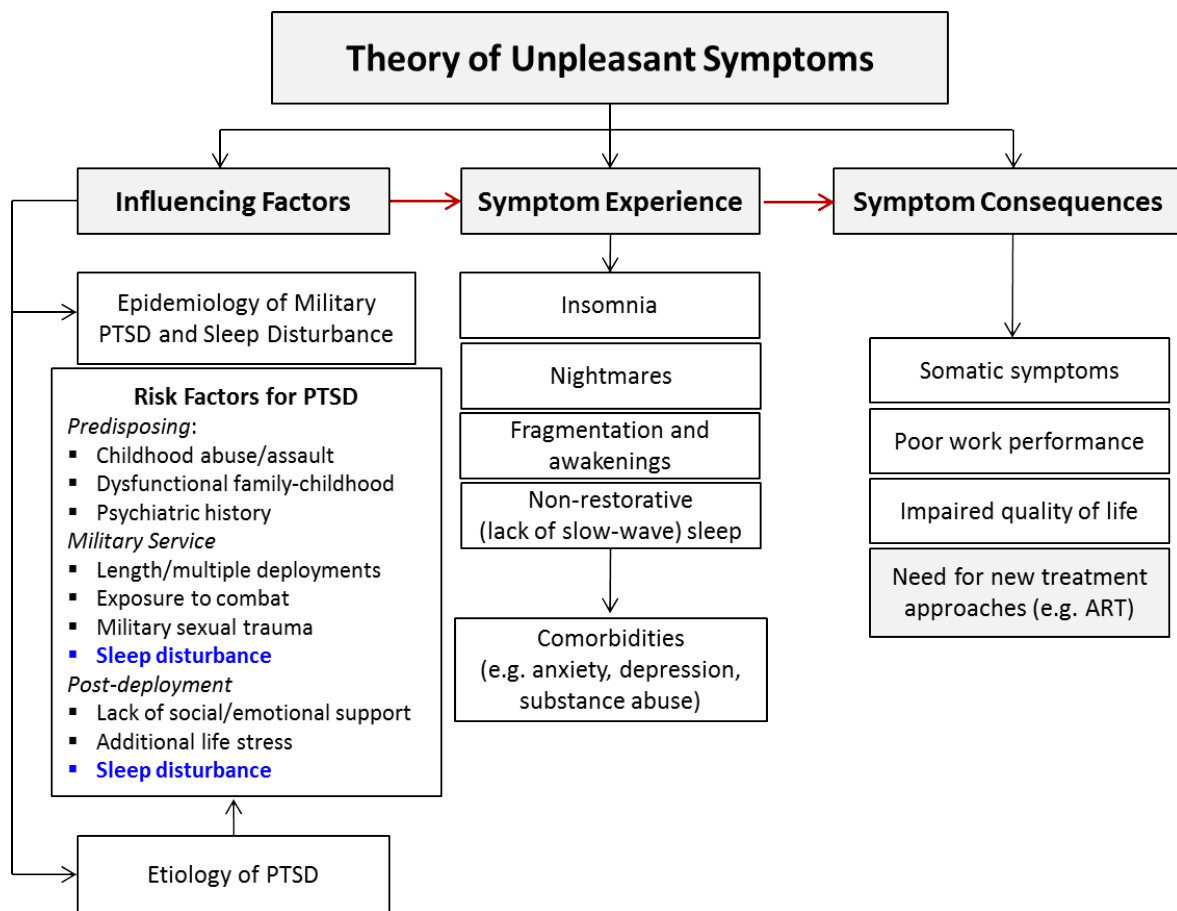 Theory of Unpleasant Symptoms
Influencing Factors
Symptom Experience
Symptom Consequences
Epidemiology of Military
PTSD and Sleep Disturbance
Risk Factors for PTSD
Predisposing:
▪ Childhood abuse/assault
▪ Dysfunctional family-childhood
▪ Psychiatric history
Military Service
▪ Length/multiple deployments
▪ Exposure to combat
▪ Military sexual trauma
▪ Sleep disturbance
Post-deployment
▪ Lack of social/emotional support
▪ Additional life stress
▪ Sleep disturbance
Etiology of PTSD
Insomnia
Nightmares
Fragmentation and
awakenings
Non-restorative
(lack of slow-wave) sleep
Comorbidities
(e.g. anxiety, depression,
substance abuse)
Somatic symptoms
Poor work performance
Impaired quality of life
Need for new treatment
approaches (e.g. ART)